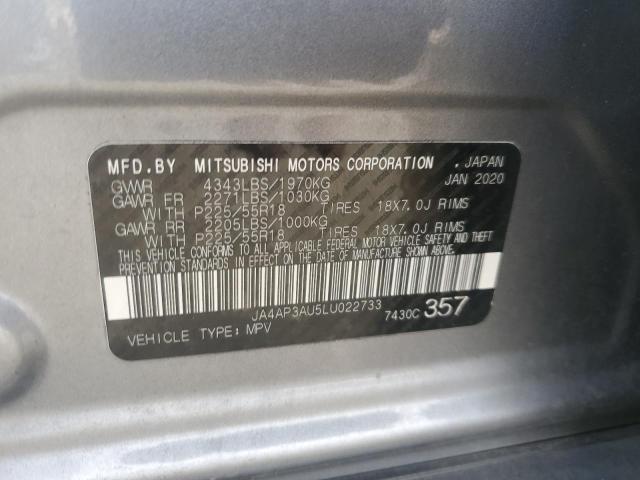 MFD.BY MITSUBISHI MOTORS CORPORATION , JAPAN
GVWR 4343LBS/1970KG JAN 2020
GAWR FR 2271LBS/1030KG
WITH P225/55R18 TIRES 18X7.0J RIMS
GAWR RR 2205LBS/1000KG
WITH P225/55R18 TIRES 18X7.0J RIMS
THIS VEHICLE CONFORMS TO ALL APPLICABLE FEDERAL MOTOR VEHICLE SAFETY AND THEFT
PREVENTION STANDARDS IN EFFECT ON THE DATE OF MANUFACTURE SHOWN ABOVE.
JA4AP3AU5LU022733 7430C 357
VEHICLE TYPE: MPV